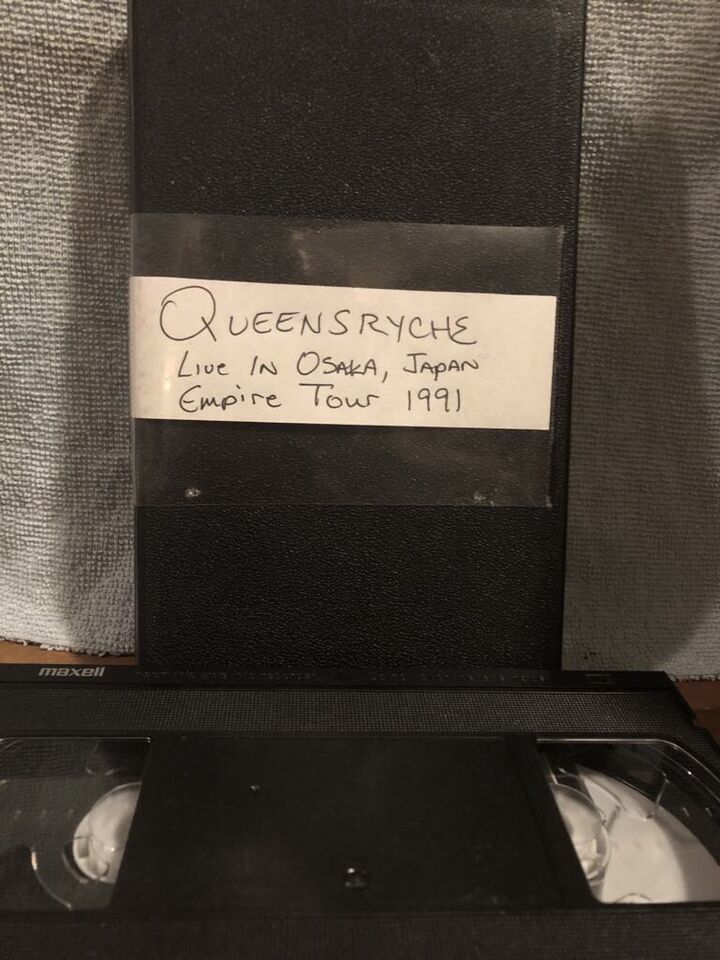 QUEENSRYCHE
LIVE IN OSAKA, JAPAN
Empire Tour 1991
maxell